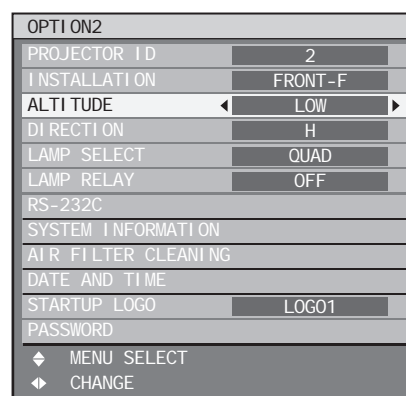 OPTION2
PROJECTOR ID 2
INSTALLATION FRONT-F
ALTITUDE LOW
DIRECTION H
LAMP SELECT QUAD
LAMP RELAY OFF
RS-232C
SYSTEM INFORMATION
AIR FILTER CLEANING
DATE AND TIME
STARTUP LOGO LOGO1
PASSWORD
MENU SELECT
CHANGE